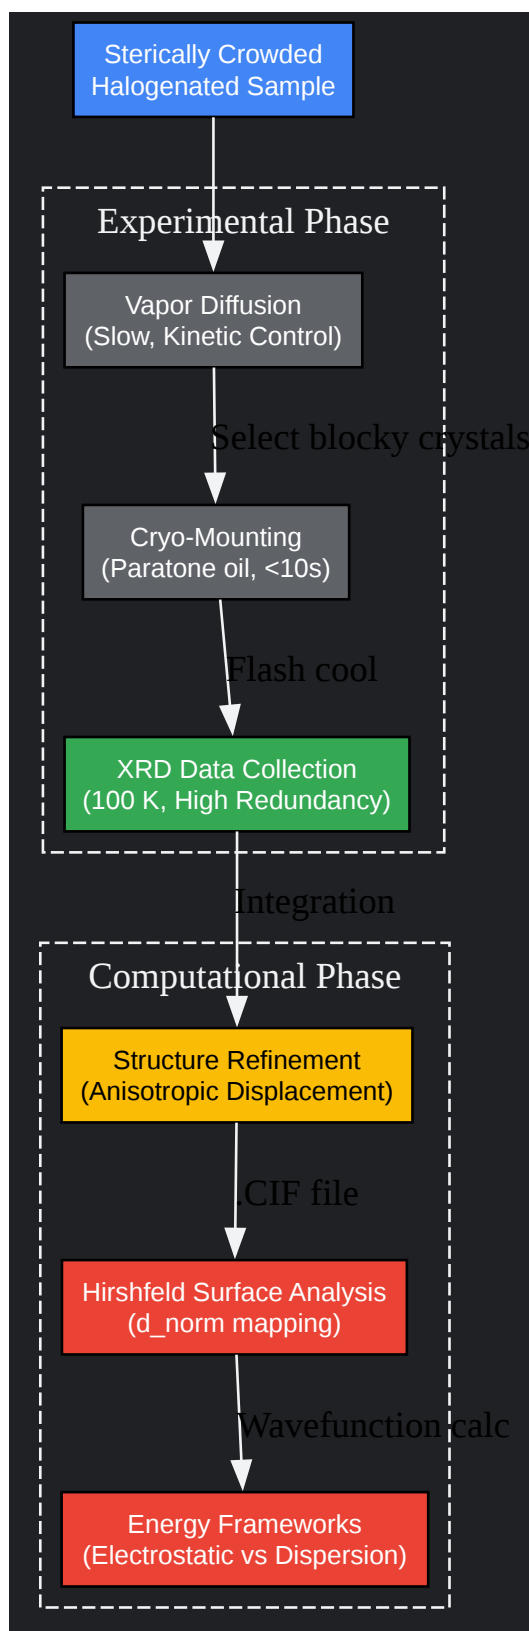 Sterically Crowded
Halogenated Sample
Experimental Phase
Vapor Diffusion
(Slow, Kinetic Control)
Select blocky crystals
Cryo-Mounting
(Paratone oil, <10s)
Flash cool
XRD Data Collection
(100 K, High Redundancy)
Integration
Computational Phase
Structure Refinement
(Anisotropic Displacement)
.CIF file
Hirshfeld Surface Analysis
(d_norm mapping)
Wavefunction calc
Energy Frameworks
(Electrostatic vs Dispersion)